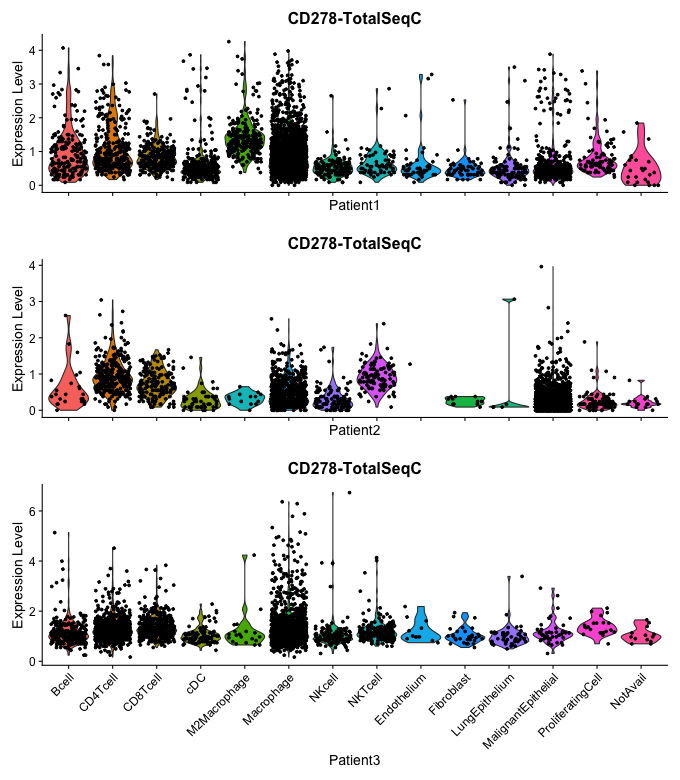 CD278-TotalSeqC
Expression Level
4
3
2
1
0
Patient1
CD278-TotalSeqC
Expression Level
4
3
2
1
0
Patient2
CD278-TotalSeqC
Expression Level
6
4
2
0
Bcell
CD4Tcell
CD8Tcell
cDC
M2Macrophage
Macrophage
NKcell
NKTcell
Endothelium
Fibroblast
LungEpithelium
MalignantEpithelial
ProliferatingCell
NotAvail
Patient3